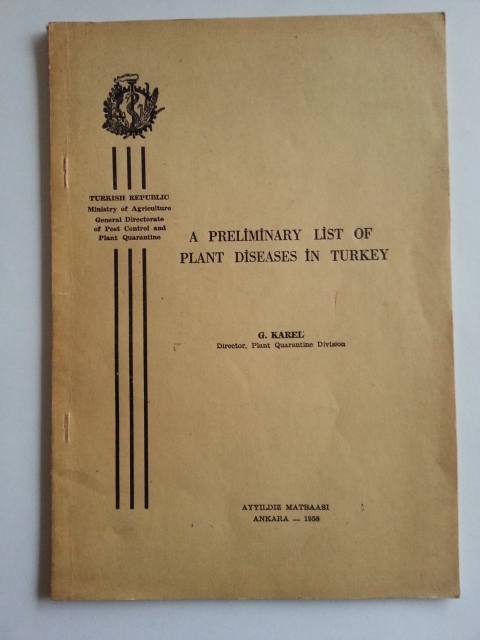 TURKISH REPUBLIC
Ministry of Agriculture
General Directorate
of Pest Control and
Plant Quarantine
A PRELİMİNARY LİST OF
PLANT DİSEASES İN TURKEY
G. KAREL
Director, Plant Quarantine Division
AYYILDIZ MATBAASI
ANKARA — 1958